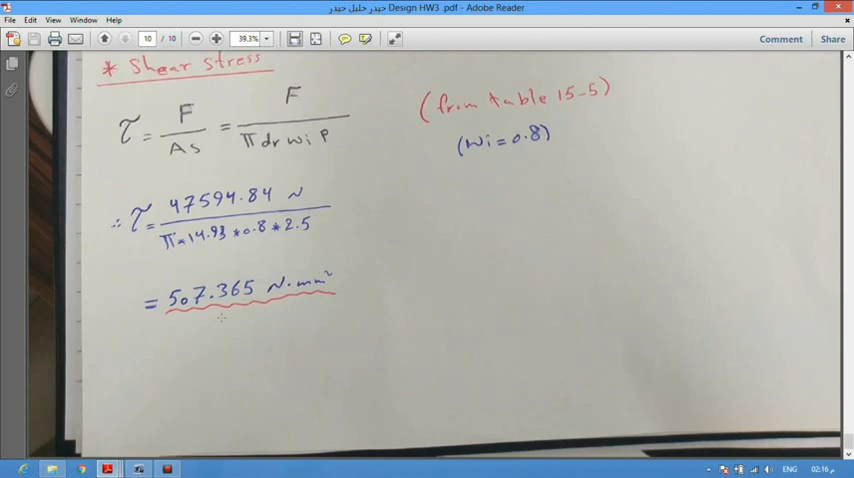 حيدر خليل حيدر Design HW3 .pdf - Adobe Reader
File Edit View Window Help
10 / 10 39.3% Comment Share
* Shear Stress
τ = F / As = F / π dr wi P
(from table 15-5)
(wi = 0.8)
∴ τ = 47594.84 N / π * 14.93 * 0.8 * 2.5
= 507.365 N.mm²
ENG 02:16 م